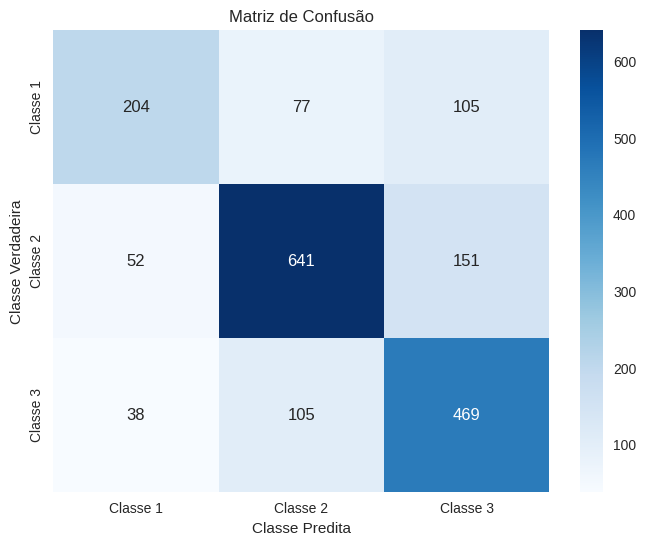 Matriz de Confusão
Classe Verdadeira
Classe 1
204 77 105
Classe 2
52 641 151
Classe 3
38 105 469
Classe 1 Classe 2 Classe 3
Classe Predita
600
500
400
300
200
100